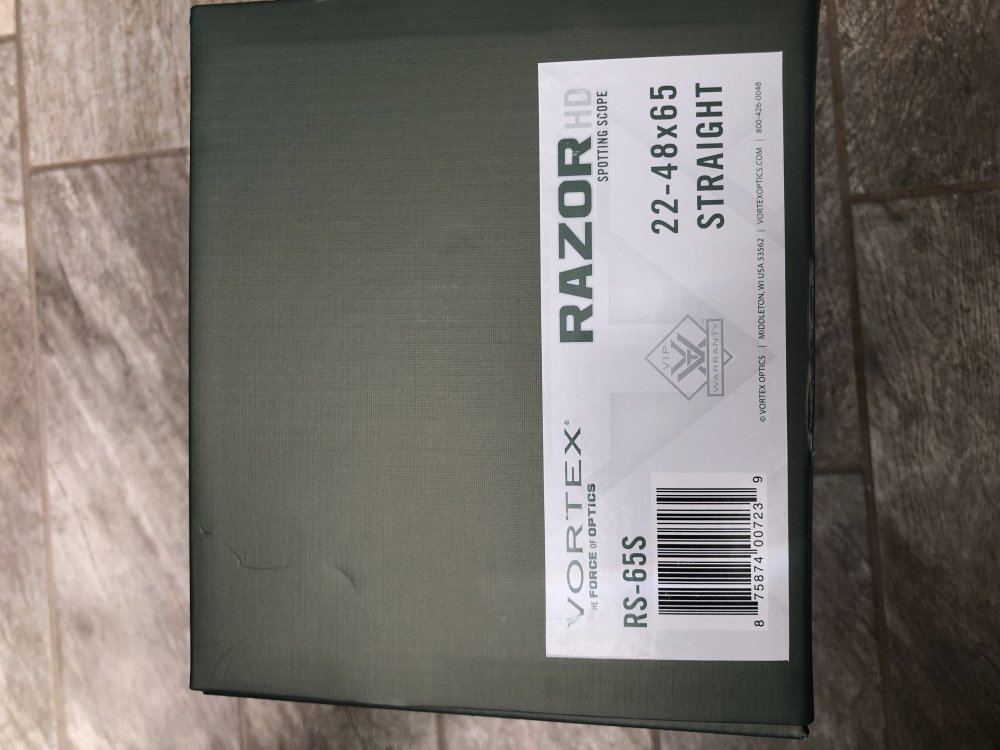 VORTEX®
THE FORCE OF OPTICS
RAZOR HD
SPOTTING SCOPE
RS-65S
22-48x65
STRAIGHT
VIP
WARRANTY
8 75874 00723 9
© VORTEX OPTICS | MIDDLETON, WI USA 53562 | VORTEXOPTICS.COM | 800-426-0048